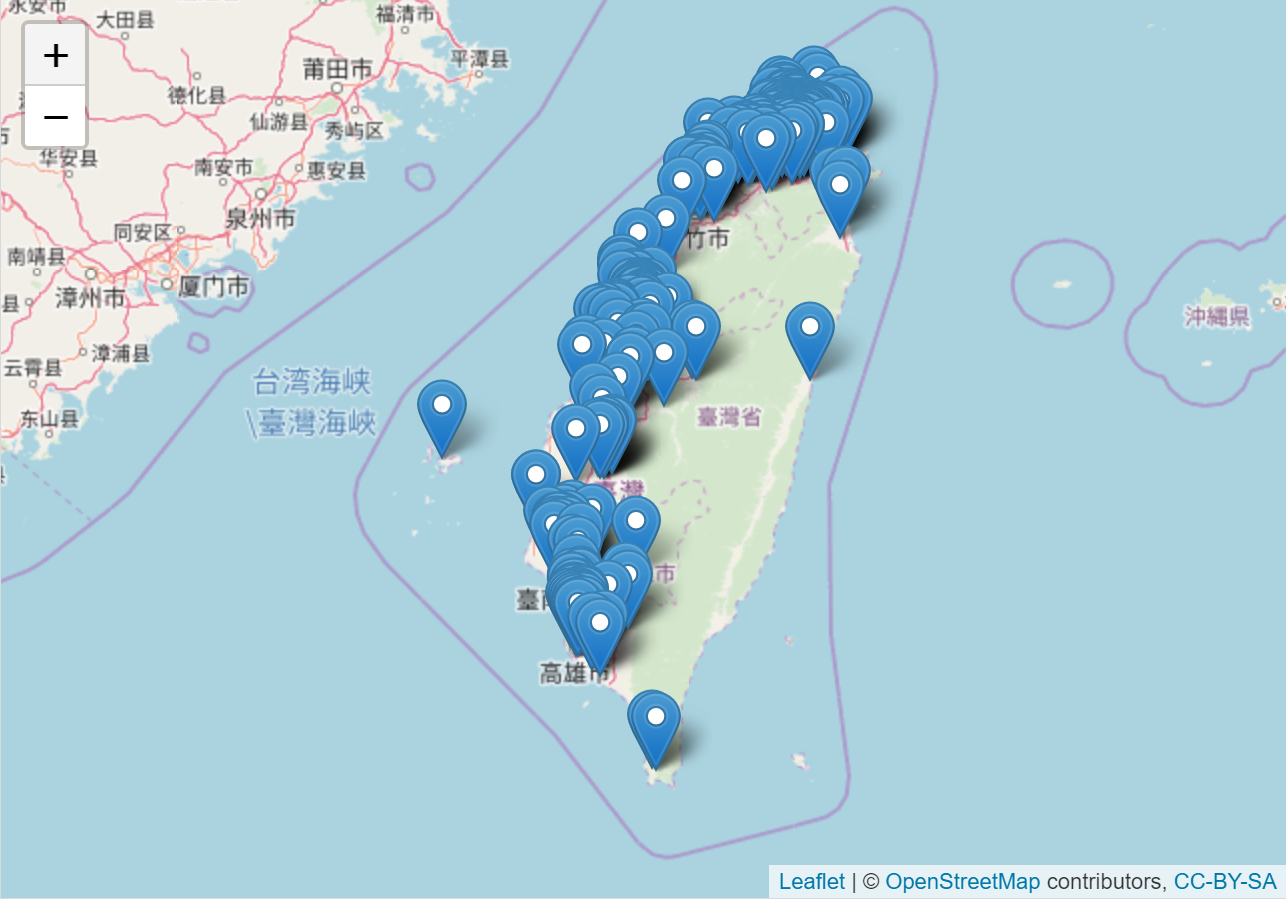 永安市
大田县
福清市
+
平潭县
莆田市
−
德化县
仙游县
秀屿区
华安县
南安市
惠安县
泉州市
同安区
竹市
南靖县
厦门市
漳州市
县
沖縄県
漳浦县
云霄县
台湾海峡
\臺灣海峽
东山县
臺灣省
臺灣
市
臺南
高雄市
Leaflet | © OpenStreetMap contributors, CC-BY-SA